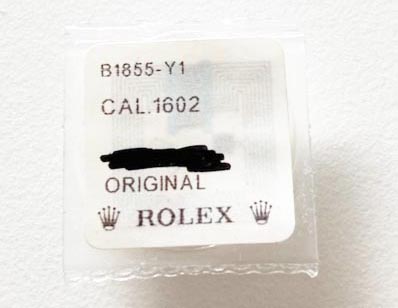 B1855-Y1
CAL.1602
ORIGINAL
ROLEX